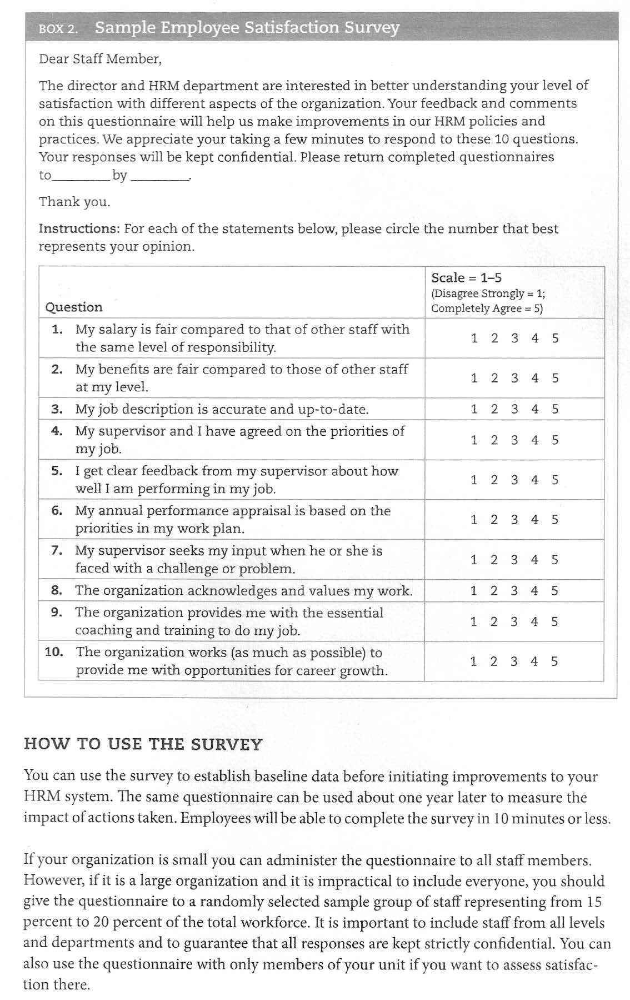 BOX 2. Sample Employee Satisfaction Survey
Dear Staff Member,
The director and HRM department are interested in better understanding your level of
satisfaction with different aspects of the organization. Your feedback and comments
on this questionnaire will help us make improvements in our HRM policies and
practices. We appreciate your taking a few minutes to respond to these 10 questions.
Your responses will be kept confidential. Please return completed questionnaires
to________ by ________.
Thank you.
Instructions: For each of the statements below, please circle the number that best
represents your opinion.
Question
Scale = 1–5
(Disagree Strongly = 1;
Completely Agree = 5)
1. My salary is fair compared to that of other staff with
the same level of responsibility.
1 2 3 4 5
2. My benefits are fair compared to those of other staff
at my level.
1 2 3 4 5
3. My job description is accurate and up-to-date.
1 2 3 4 5
4. My supervisor and I have agreed on the priorities of
my job.
1 2 3 4 5
5. I get clear feedback from my supervisor about how
well I am performing in my job.
1 2 3 4 5
6. My annual performance appraisal is based on the
priorities in my work plan.
1 2 3 4 5
7. My supervisor seeks my input when he or she is
faced with a challenge or problem.
1 2 3 4 5
8. The organization acknowledges and values my work.
1 2 3 4 5
9. The organization provides me with the essential
coaching and training to do my job.
1 2 3 4 5
10. The organization works (as much as possible) to
provide me with opportunities for career growth.
1 2 3 4 5
HOW TO USE THE SURVEY
You can use the survey to establish baseline data before initiating improvements to your
HRM system. The same questionnaire can be used about one year later to measure the
impact of actions taken. Employees will be able to complete the survey in 10 minutes or less.
If your organization is small you can administer the questionnaire to all staff members.
However, if it is a large organization and it is impractical to include everyone, you should
give the questionnaire to a randomly selected sample group of staff representing from 15
percent to 20 percent of the total workforce. It is important to include staff from all levels
and departments and to guarantee that all responses are kept strictly confidential. You can
also use the questionnaire with only members of your unit if you want to assess satisfac-
tion there.